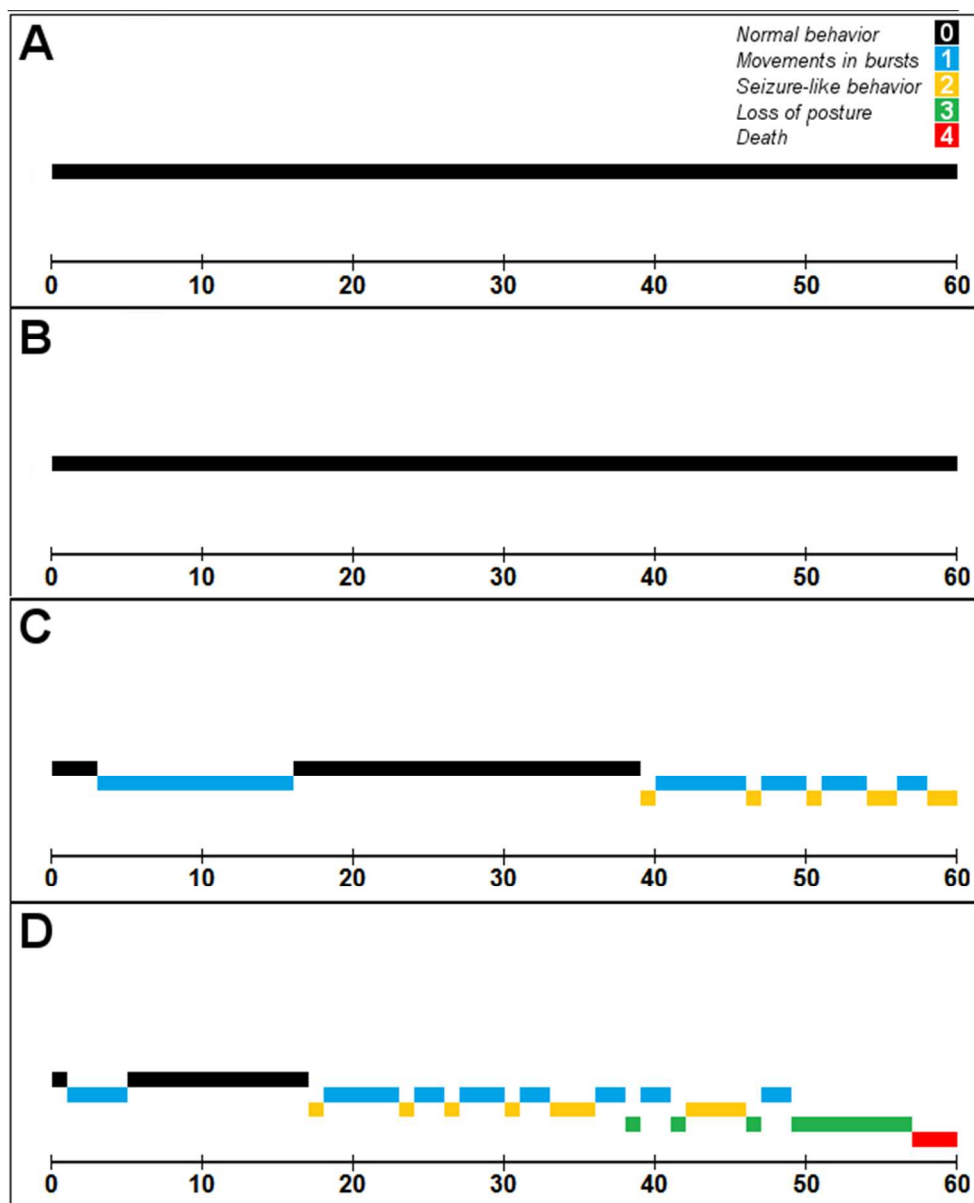 A
Normal behavior 0
Movements in bursts 1
Seizure-like behavior 2
Loss of posture 3
Death 4
0 10 20 30 40 50 60
B
0 10 20 30 40 50 60
C
0 10 20 30 40 50 60
D
0 10 20 30 40 50 60